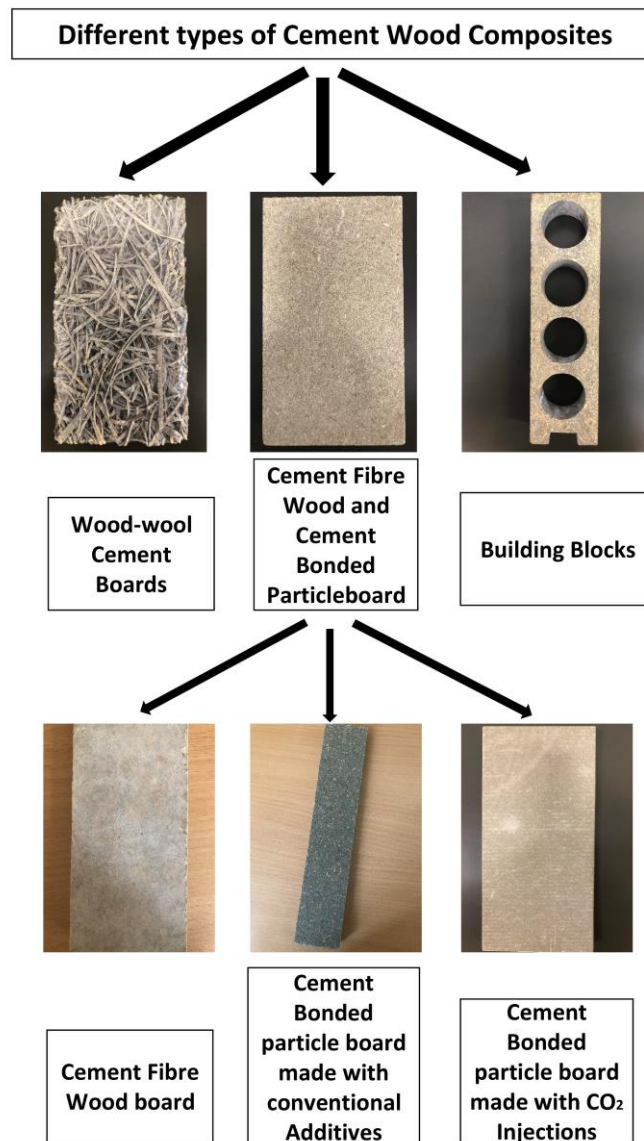 Different types of Cement Wood Composites
Wood-wool
Cement
Boards
Cement Fibre
Wood and
Cement
Bonded
Particleboard
Building Blocks
Cement Fibre
Wood board
Cement
Bonded
particle board
made with
conventional
Additives
Cement
Bonded
particle board
made with CO₂
Injections